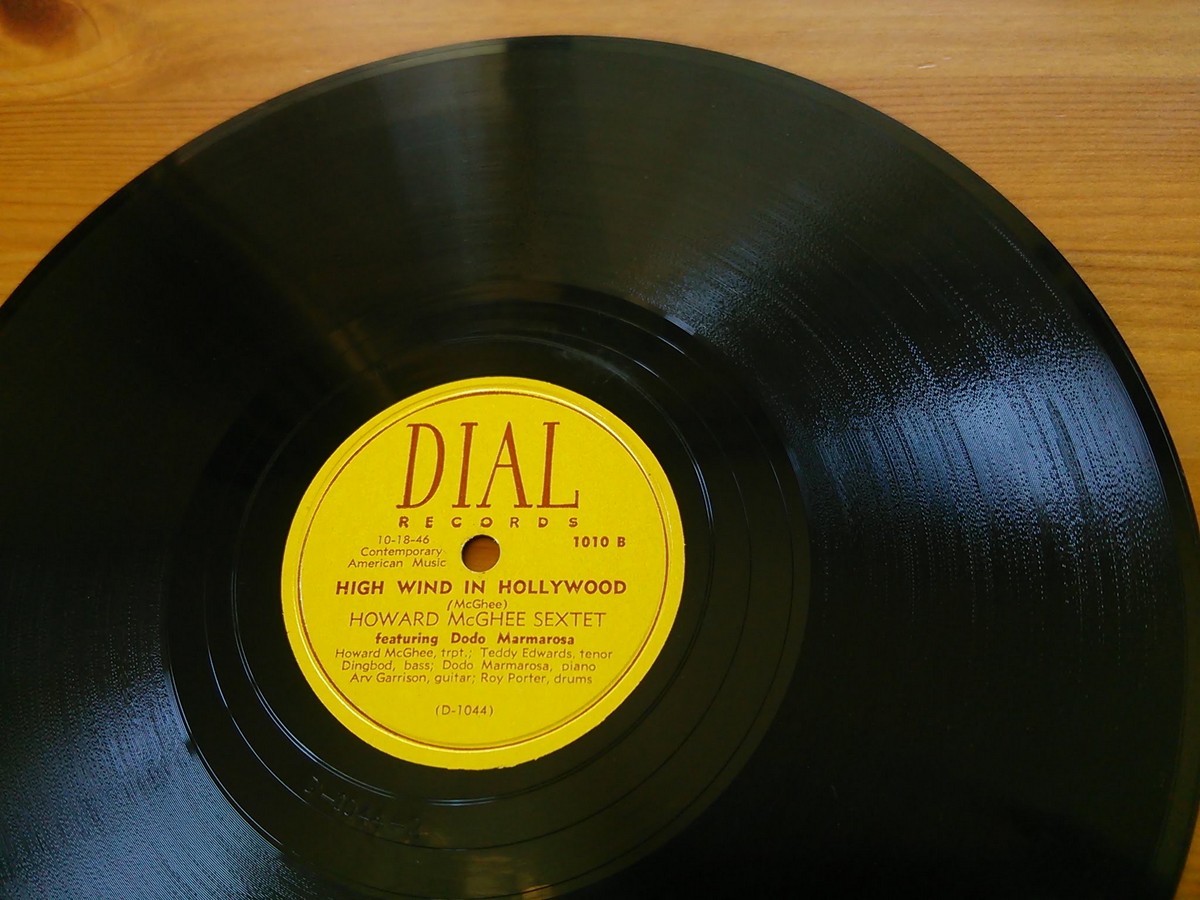 DIAL
RECORDS
10-18-46
Contemporary
American Music
1010 B
HIGH WIND IN HOLLYWOOD
(McGhee)
HOWARD McGHEE SEXTET
featuring Dodo Marmarosa
Howard McGhee, trpt.; Teddy Edwards, tenor
Dingbod, bass; Dodo Marmarosa, piano
Arv Garrison, guitar; Roy Porter, drums
(D-1044)